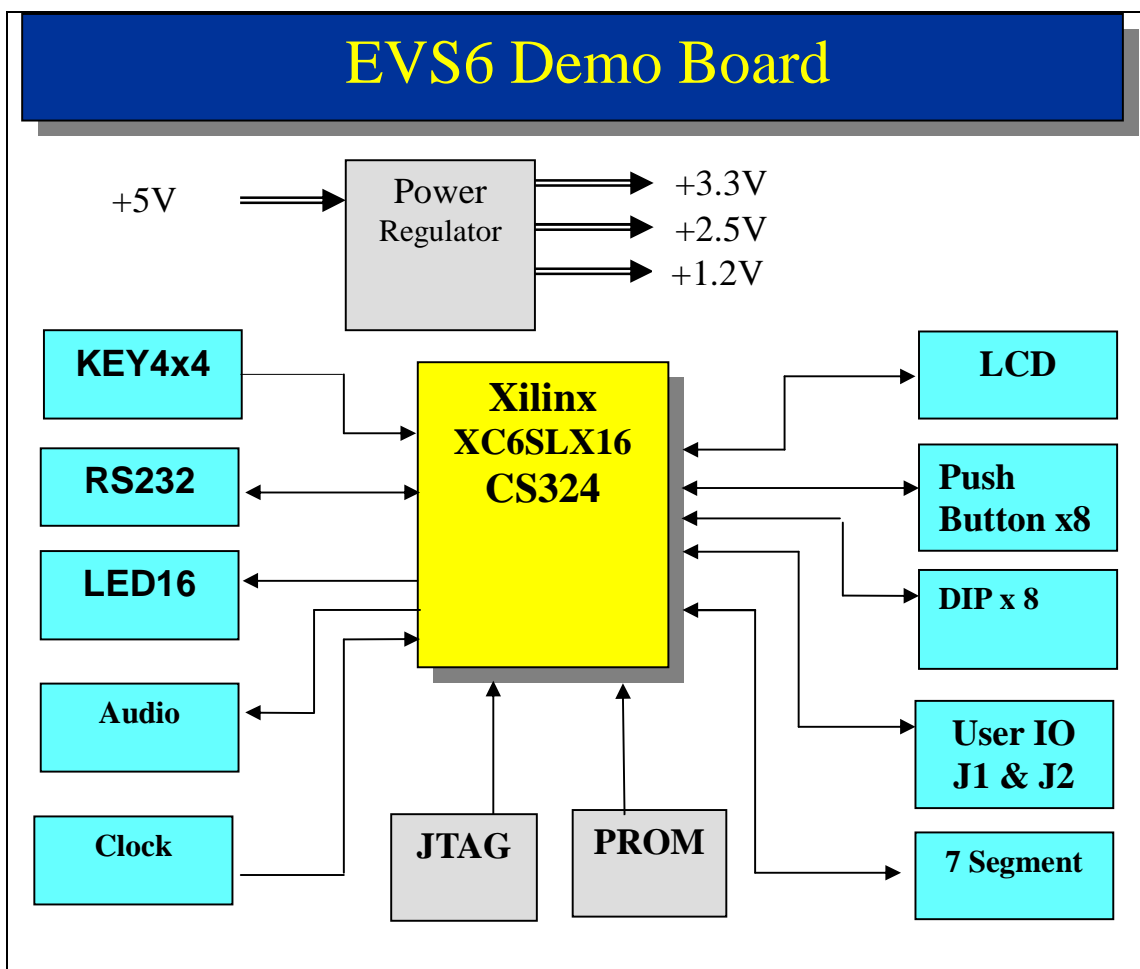 EVS6 Demo Board
+5V
Power
Regulator
+3.3V
+2.5V
+1.2V
KEY4x4
RS232
LED16
Audio
Clock
Xilinx
XC6SLX16
CS324
JTAG
PROM
LCD
Push
Button x8
DIP x 8
User IO
J1 & J2
7 Segment